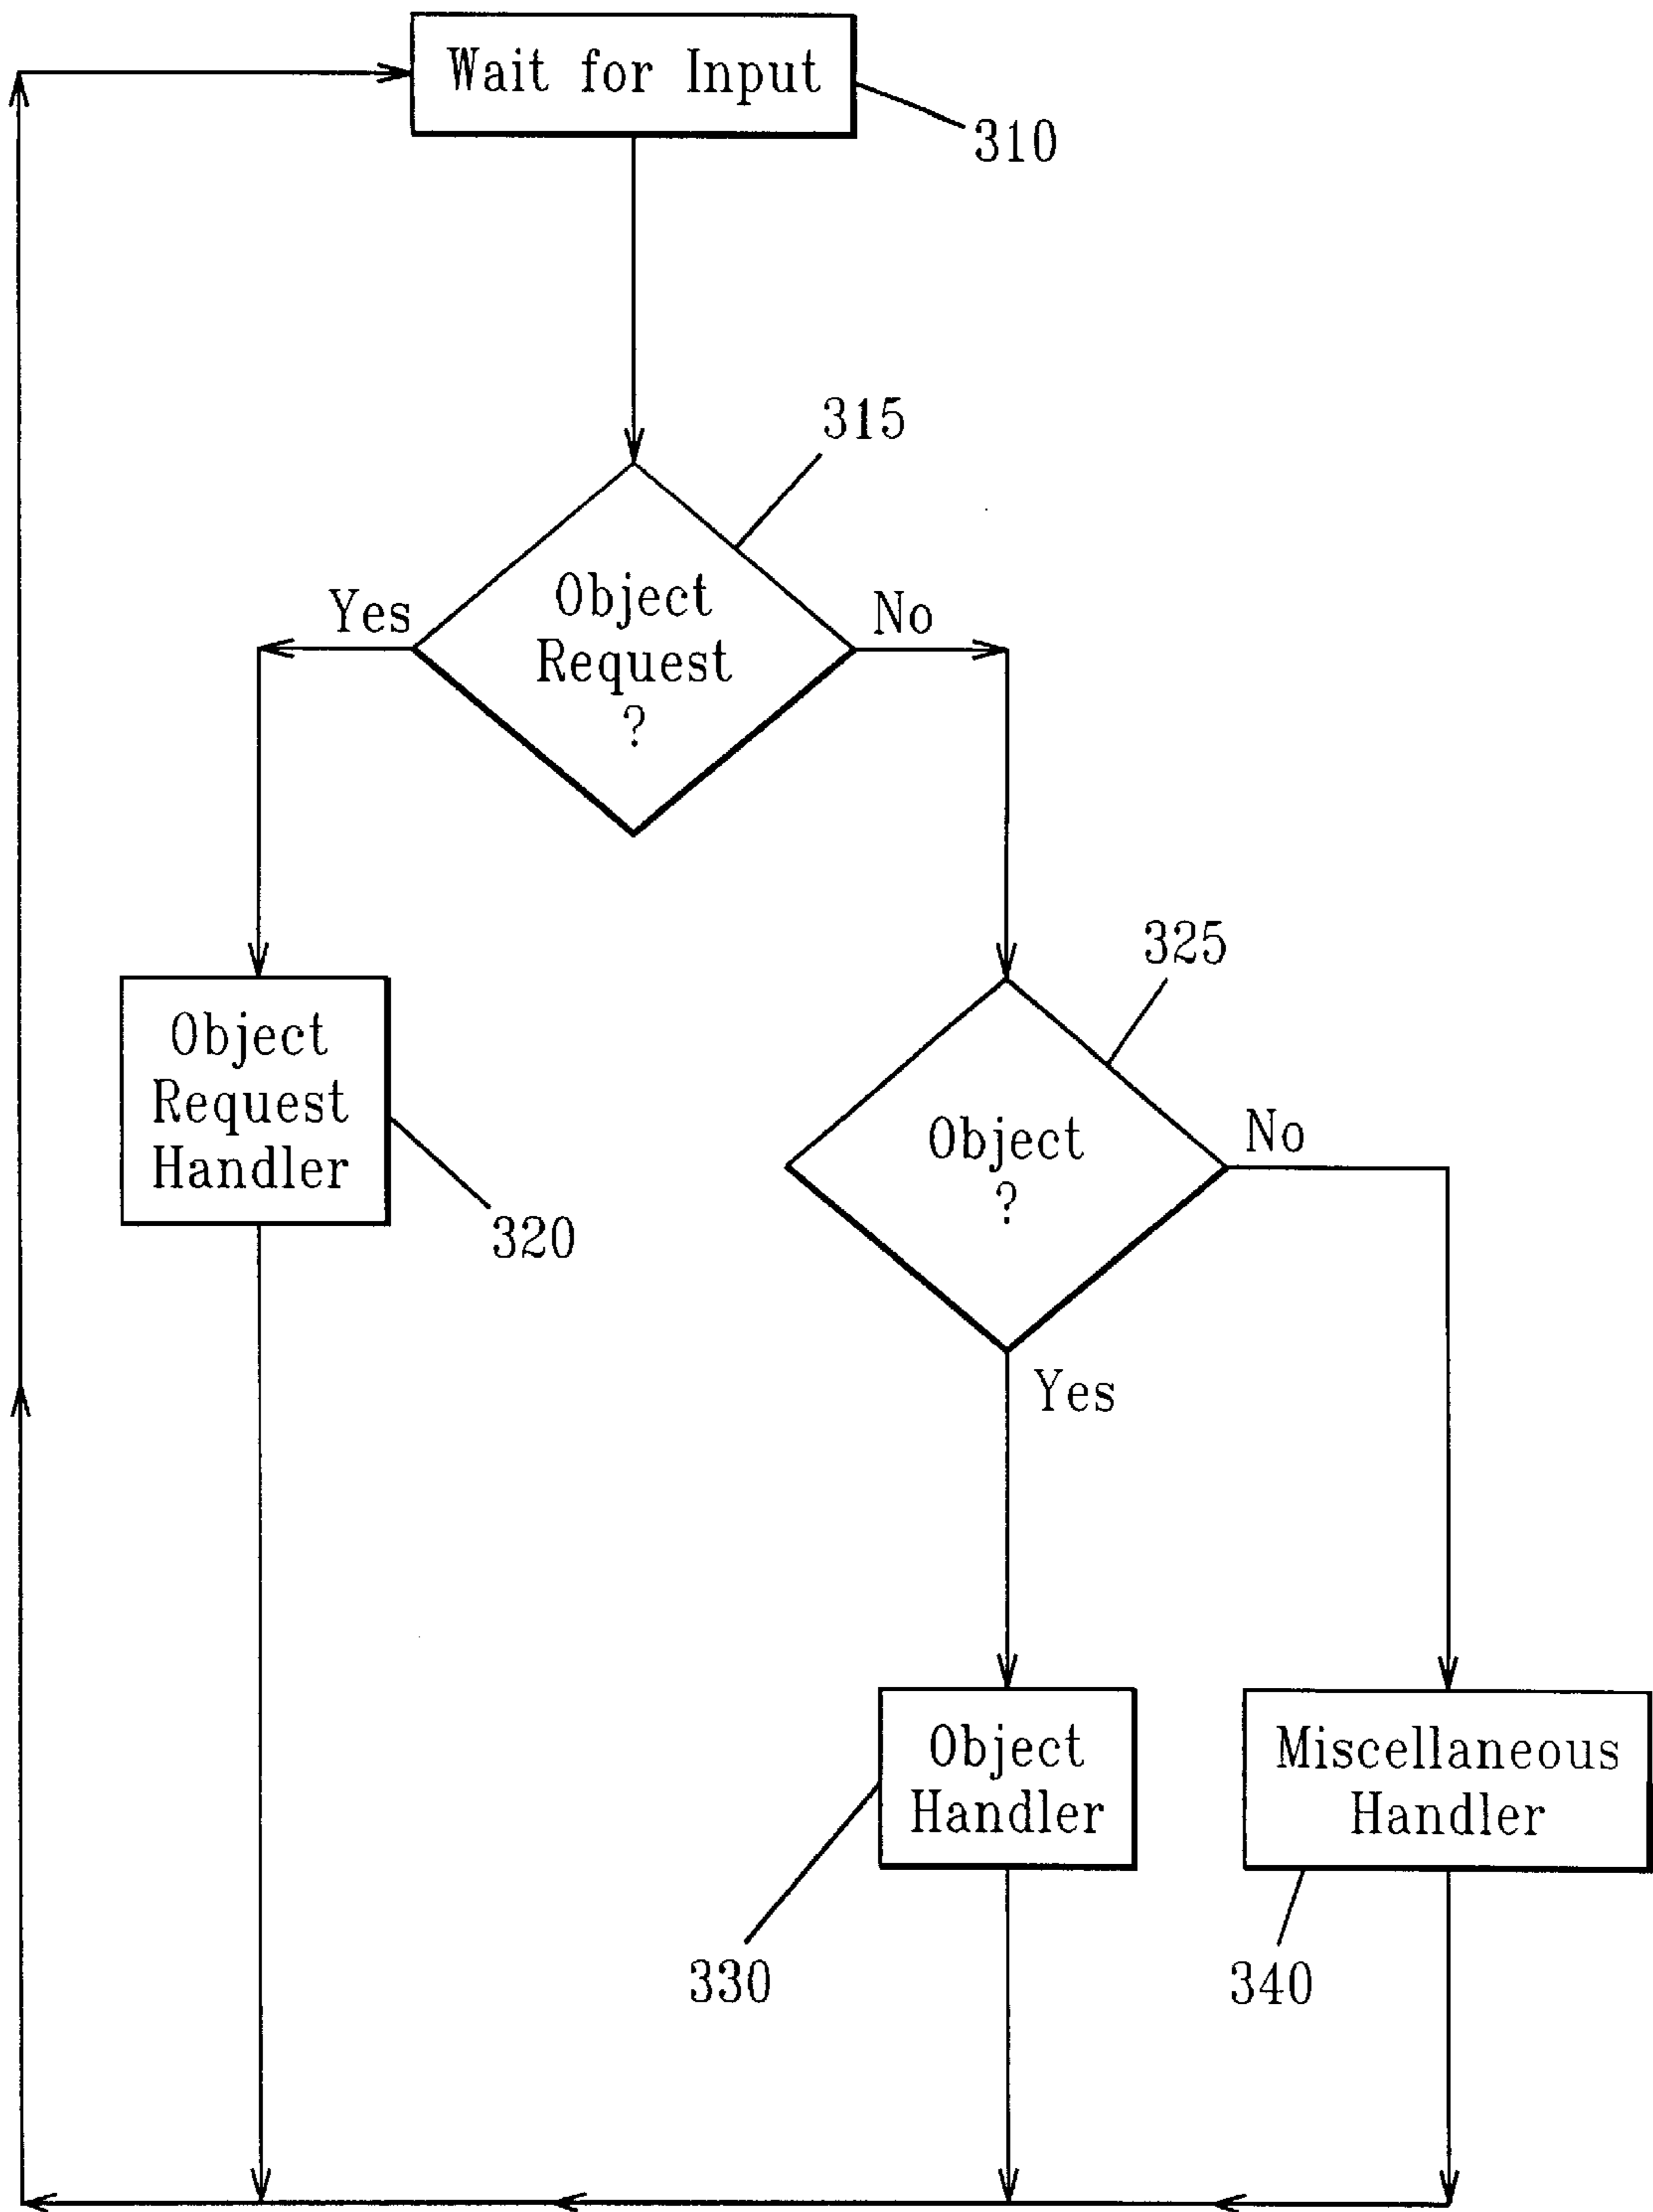 Wait for Input
310
315
Yes
Object
Request
?
No
325
Object
Request
Handler
320
Object
?
No
Yes
Object
Handler
330
Miscellaneous
Handler
340